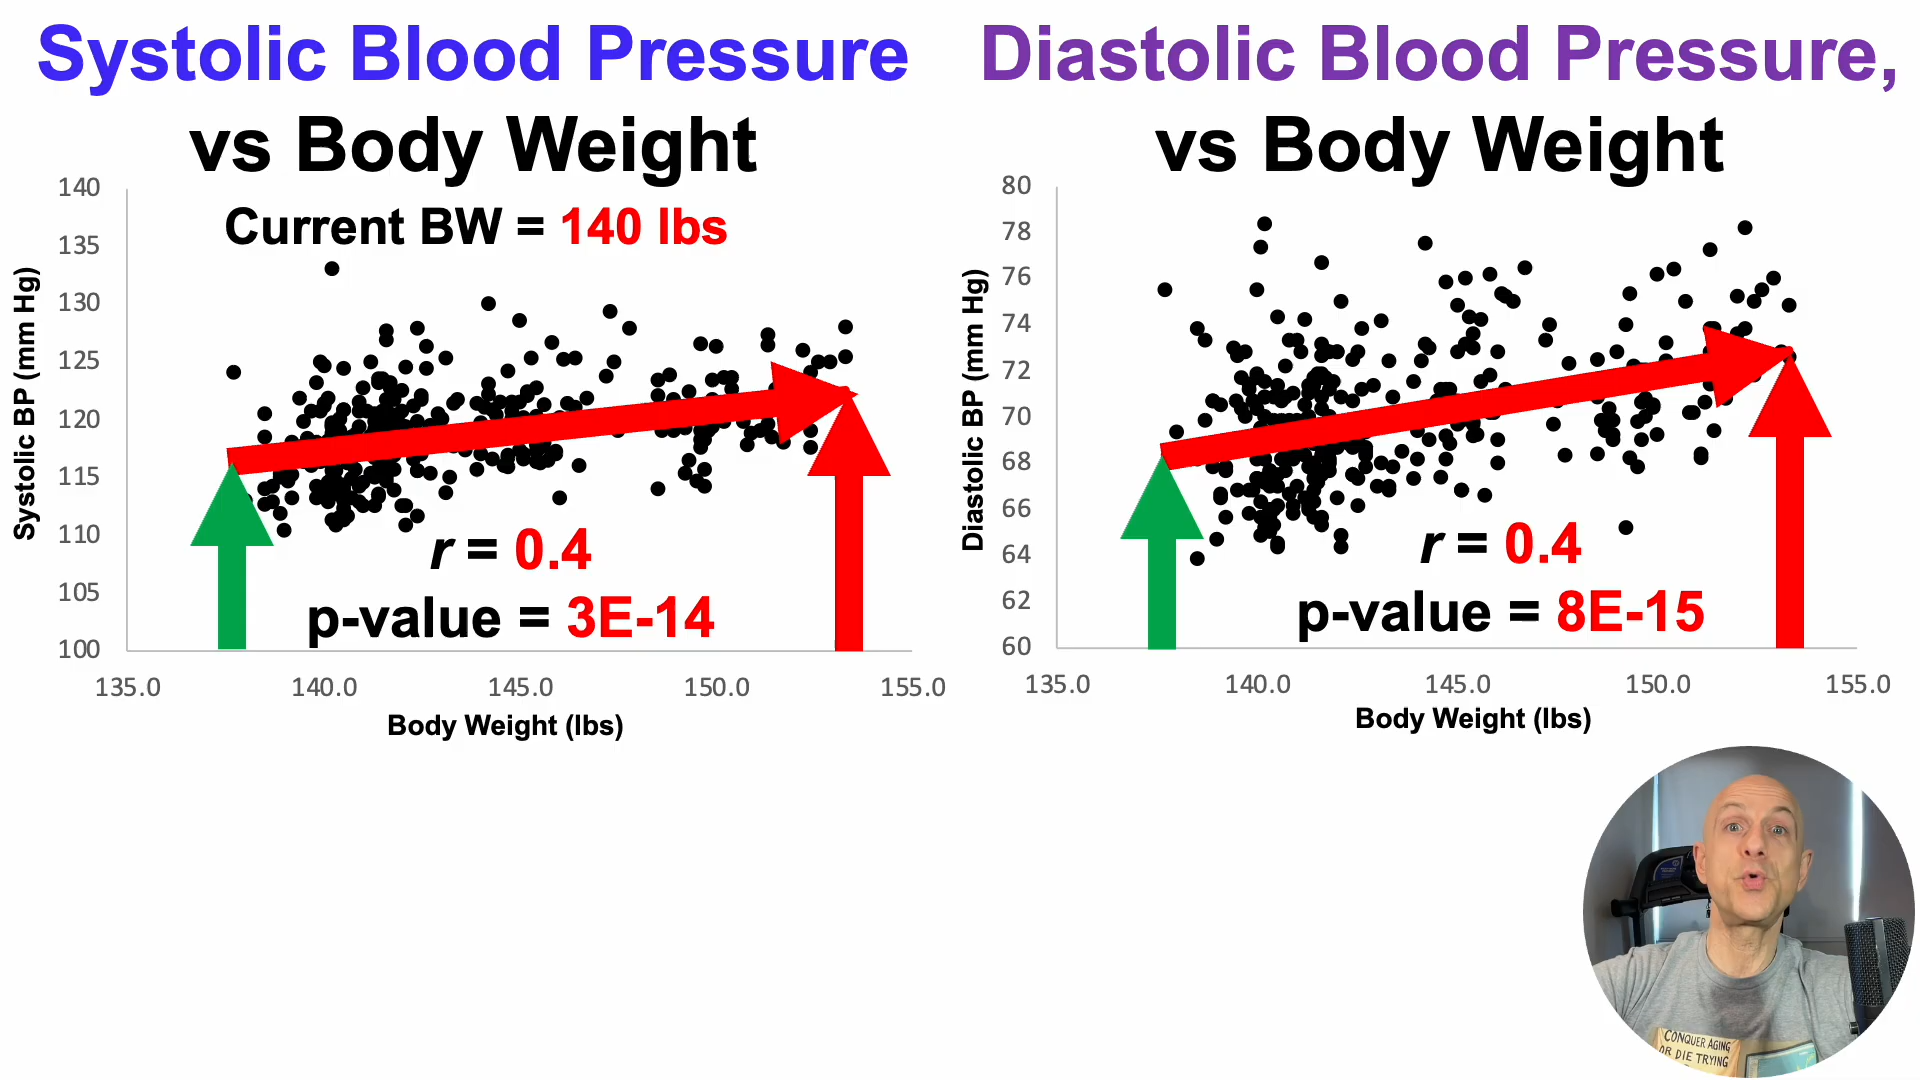 Systolic Blood Pressure
vs Body Weight
Current BW = 140 lbs
140
135
130
125
120
115
110
105
100
Systolic BP (mm Hg)
r = 0.4
p-value = 3E-14
135.0 140.0 145.0 150.0 155.0
Body Weight (lbs)
Diastolic Blood Pressure,
vs Body Weight
80
78
76
74
72
70
68
66
64
62
60
Diastolic BP (mm Hg)
r = 0.4
p-value = 8E-15
135.0 140.0 145.0 150.0 155.0
Body Weight (lbs)
CONQUER AGING
OR DIE TRYING